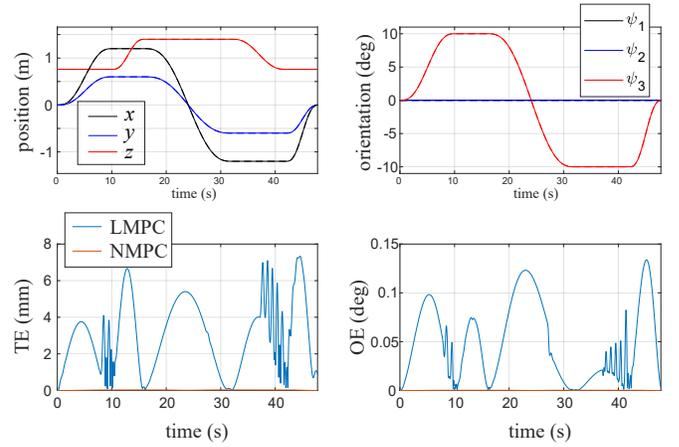 position (m)
1
0
-1
0
10
20
30
40
time (s)
x
y
z
orientation (deg)
10
5
0
-5
-10
0
10
20
30
40
time (s)
ψ1
ψ2
ψ3
TE (mm)
8
6
4
2
0
0
10
20
30
40
time (s)
LMPC
NMPC
OE (deg)
0.15
0.1
0.05
0
0
10
20
30
40
time (s)